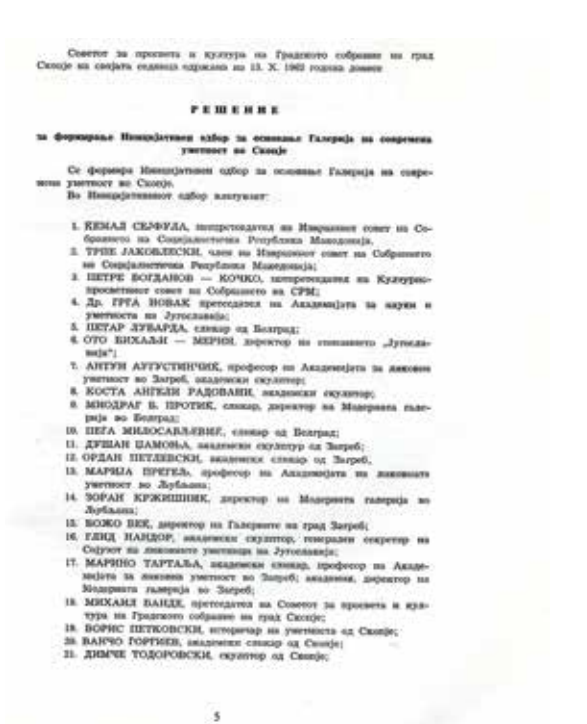 Советот за просвета и култура на Градското собрание на град
Скопје на својата седница одржана на 13. X. 1963 година донесе
РЕШЕНИЕ
за формирање Иницијативен одбор за основање Галерија на современа
уметност во Скопје
Се формира Иницијативен одбор за основање Галерија на совре-
мена уметност во Скопје.
Во Иницијативниот одбор влегуваат:
1. КЕМАЛ СЕЈФУЛА, потпретседател на Извршниот совет на Со-
бранието на Социјалистичка Република Македонија,
2. ТРПЕ ЈАКОВЛЕСКИ, член на Извршниот совет на Собранието
на Социјалистичка Република Македонија;
3. ПЕТРЕ БОГДАНОВ — КОЧКО, потпретседател на Културно-
просветниот совет на Собранието на СРМ;
4. Др. ГРГА НОВАК претседател на Академијата за науки и
уметности на Југославија;
5. ПЕТАР ЛУБАРДА, сликар од Белград;
6. ОТО БИХАЉИ — МЕРИН, директор на списанието „Југосла-
вија“;
7. АНТУН АУГУСТИНЧИЌ, професор на Академијата за ликовни
уметност во Загреб, академски скулптор;
8. КОСТА АНГЕЛИ РАДОВАНИ, академски скулптор;
9. МИОДРАГ Б. ПРОТИЌ, сликар, директор на Модерната гале-
рија во Белград;
10. ПЕЃА МИЛОСАВЉЕВИЌ, сликар од Белград;
11. ДУШАН ЏАМОЊА, академски скулптур од Загреб;
12. ОРДАН ПЕТЛЕВСКИ, академски сликар од Загреб,
13. МАРИЈА ПРЕГЕЉ, професор на Академијата на ликовната
уметност во Љубљана;
14. ЗОРАН КРЖИШНИК, директор на Модерната галерија во
Љубљана;
15. БОЖО БЕК, директор на Галериите на град Загреб;
16. ГЛИД НАНДОР, академски скулптор, генерален секретар на
Сојузот на ликовните уметници на Југославија;
17. МАРИНО ТАРТАЉА, академски сликар, професор на Акаде-
мијата за ликовна уметност во Загреб; академик, директор на
Модерната галерија во Загреб;
18. МИХАИЛ БАНДЕ, претседател на Советот за просвета и кул-
тура на Градското собрание на град Скопје;
19. БОРИС ПЕТКОВСКИ, историчар на уметноста од Скопје;
20. ВАНЧО ЃОРГИЕВ, академски сликар од Скопје;
21. ДИМЧЕ ТОДОРОВСКИ, скулптор од Скопје;
5